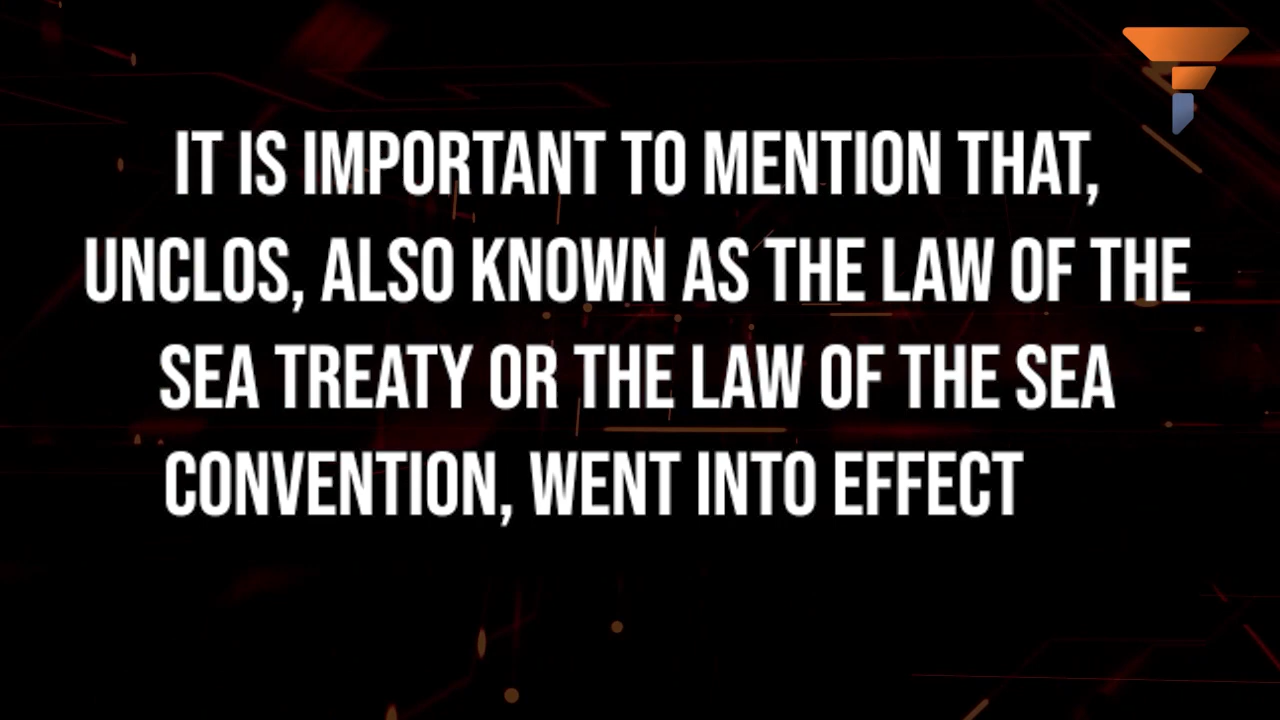 IT IS IMPORTANT TO MENTION THAT,
UNCLOS, ALSO KNOWN AS THE LAW OF THE
SEA TREATY OR THE LAW OF THE SEA
CONVENTION, WENT INTO EFFECT